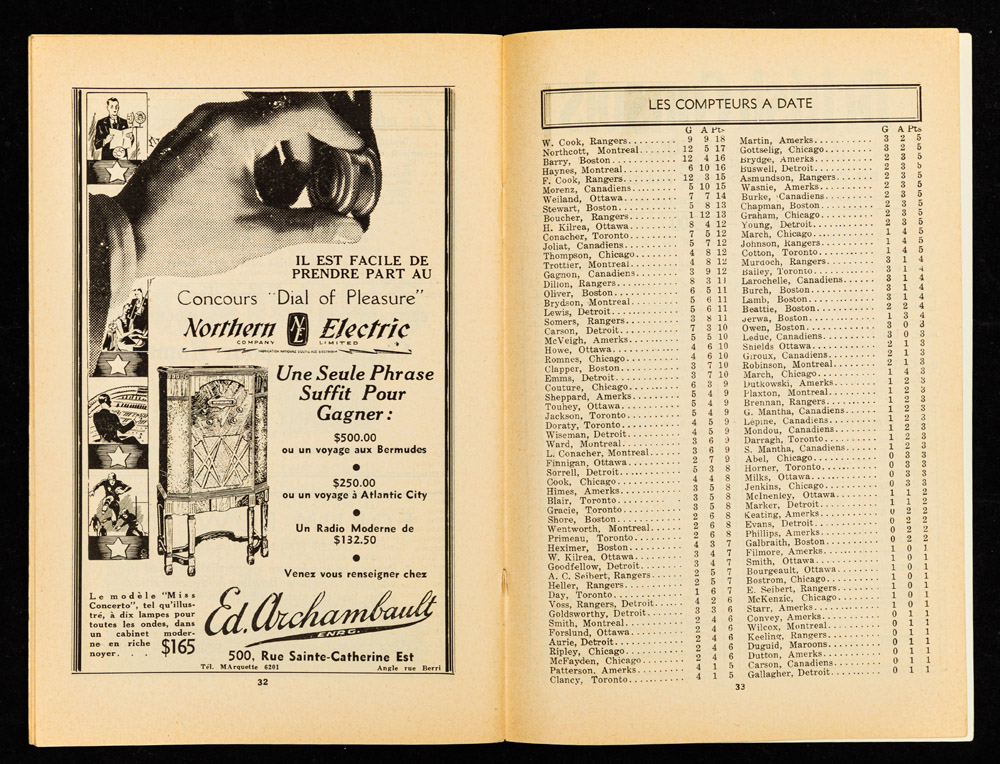 IL EST FACILE DE
PRENDRE PART AU
Concours "Dial of Pleasure"
Northern NE Electric
COMPANY LIMITED
Une Seule Phrase
Suffit Pour
Gagner :
$500.00
ou un voyage aux Bermudes
$250.00
ou un voyage à Atlantic City
Un Radio Moderne de
$132.50
Venez vous renseigner chez
Le modèle "Miss
Concerto", tel qu'illus-
tré, à dix lampes pour
toutes les ondes, dans
un cabinet moder-
ne en riche
noyer. . . . $165
Ed. Archambault
ENRG.
500, Rue Sainte-Catherine Est
Tél. MArquette 6201 Angle rue Berri
32
LES COMPTEURS A DATE
G A Pts
W. Cook, Rangers......... 9 9 18
Northcott, Montreal........ 12 5 17
Barry, Boston............. 12 4 16
Haynes, Montreal.......... 6 10 16
F. Cook, Rangers.......... 12 3 15
Morenz, Canadiens......... 5 10 15
Weiland, Ottawa........... 7 7 14
Stewart, Boston........... 5 8 13
Boucher, Rangers......... 1 12 13
H. Kilrea, Ottawa......... 8 4 12
Conacher, Toronto......... 7 5 12
Joliat, Canadiens.......... 5 7 12
Thompson, Chicago........ 4 8 12
Trottier, Montreal......... 4 8 12
Gagnon, Canadiens........ 3 9 12
Dillon, Rangers........... 8 3 11
Oliver, Boston............ 6 5 11
Brydson, Montreal......... 5 6 11
Lewis, Detroit............ 5 6 11
Somers, Rangers.......... 3 8 11
Carson, Detroit........... 7 3 10
McVeigh, Amerks......... 5 5 10
Howe, Ottawa............. 4 6 10
Romnes, Chicago.......... 4 6 10
Clapper, Boston........... 3 7 10
Emms, Detroit............ 3 7 10
Couture, Chicago.......... 6 3 9
Sheppard, Amerks......... 5 4 9
Touhey, Ottawa........... 5 4 9
Jackson, Toronto.......... 5 4 9
Doraty, Toronto........... 4 5 9
Wiseman, Detroit.......... 4 5 9
Ward, Montreal........... 3 6 9
L. Conacher, Montreal..... 3 6 9
Finnigan, Ottawa.......... 2 7 9
Sorrell, Detroit........... 5 3 8
Cook, Chicago............ 4 4 8
Himes, Amerks........... 3 5 8
Blair, Toronto............ 3 5 8
Gracie, Toronto........... 3 5 8
Shore, Boston............. 2 6 8
Wentworth, Montreal....... 2 6 8
Primeau, Toronto.......... 2 6 8
Heximer, Boston.......... 4 3 7
W. Kilrea, Ottawa......... 3 4 7
Goodfellow, Detroit........ 3 4 7
A. C. Seibert, Rangers..... 2 5 7
Heller, Rangers........... 2 5 7
Day, Toronto............. 1 6 7
Voss, Rangers, Detroit..... 4 2 6
Goldsworthy, Detroit....... 3 3 6
Smith, Montreal........... 2 4 6
Forslund, Ottawa.......... 2 4 6
Aurie, Detroit............. 2 4 6
Ripley, Chicago........... 2 4 6
McFayden, Chicago........ 2 4 6
Patterson, Amerks......... 4 1 5
Clancy, Toronto........... 4 1 5
G A Pts
Martin, Amerks........... 3 2 5
Gottselig, Chicago......... 3 2 5
Brydge, Amerks.......... 2 3 5
Buswell, Detroit........... 2 3 5
Asmundson, Rangers....... 2 3 5
Wasnie, Amerks........... 2 3 5
Burke, Canadiens.......... 2 3 5
Chapman, Boston.......... 2 3 5
Graham, Chicago.......... 2 3 5
Young, Detroit............ 2 3 5
March, Chicago........... 1 4 5
Johnson, Rangers.......... 1 4 5
Cotton, Toronto........... 1 4 5
Murdoch, Rangers......... 3 1 4
Bailey, Toronto........... 3 1 4
Larochelle, Canadiens...... 3 1 4
Burch, Boston............ 3 1 4
Lamb, Boston............ 3 1 4
Beattie, Boston........... 2 2 4
Jerwa, Boston............ 1 3 4
Owen, Boston............ 3 0 3
Leduc, Canadiens.......... 3 0 3
Shields Ottawa............ 2 1 3
Giroux, Canadiens......... 2 1 3
Robinson, Montreal........ 2 1 3
March, Chicago........... 1 4 3
Dutkowski, Amerks........ 1 2 3
Plaxton, Montreal......... 1 2 3
Brennan, Rangers......... 1 2 3
G. Mantha, Canadiens...... 1 2 3
Lépine, Canadiens......... 1 2 3
Mondou, Canadiens........ 1 2 3
Darragh, Toronto.......... 1 2 3
S. Mantha, Canadiens...... 1 2 3
Abel, Chicago............. 0 3 3
Horner, Toronto........... 0 3 3
Milks, Ottawa............. 0 3 3
Jenkins, Chicago.......... 0 3 3
McInenley, Ottawa......... 1 1 2
Marker, Detroit........... 1 1 2
Keating, Amerks.......... 0 2 2
Evans, Detroit............ 0 2 2
Phillips, Amerks.......... 0 2 2
Galbraith, Boston.......... 0 2 2
Filmore, Amerks.......... 1 0 1
Smith, Ottawa............ 1 0 1
Bourgeault, Ottawa........ 1 0 1
Bostrom, Chicago.......... 1 0 1
E. Seibert, Rangers........ 1 0 1
McKenzic, Chicago......... 1 0 1
Starr, Amerks............ 1 0 1
Convey, Amerks........... 0 1 1
Wilcox, Montreal.......... 0 1 1
Keeling, Rangers.......... 0 1 1
Duguid, Maroons.......... 0 1 1
Dutton, Amerks........... 0 1 1
Carson, Canadiens......... 0 1 1
Gallagher, Detroit.......... 0 1 1
33